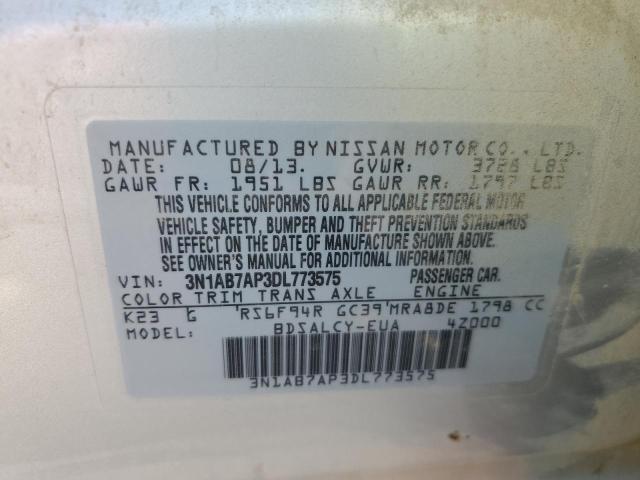 MANUFACTURED BY NISSAN MOTOR CO., LTD.
DATE: 08/13. GVWR: 3728 LBS
GAWR FR: 1951 LBS GAWR RR: 1797 LBS
THIS VEHICLE CONFORMS TO ALL APPLICABLE FEDERAL MOTOR
VEHICLE SAFETY, BUMPER AND THEFT PREVENTION STANDARDS
IN EFFECT ON THE DATE OF MANUFACTURE SHOWN ABOVE.
SEE OWNER'S MANUAL FOR ADDITIONAL INFORMATION.
VIN: 3N1AB7AP3DL773575 PASSENGER CAR.
COLOR TRIM TRANS AXLE ENGINE
K23 G 'RS6F94R GC39'MRA8DE 1798 CC
MODEL: BDSALCY-EUA 4Z000
3N1AB7AP3DL773575